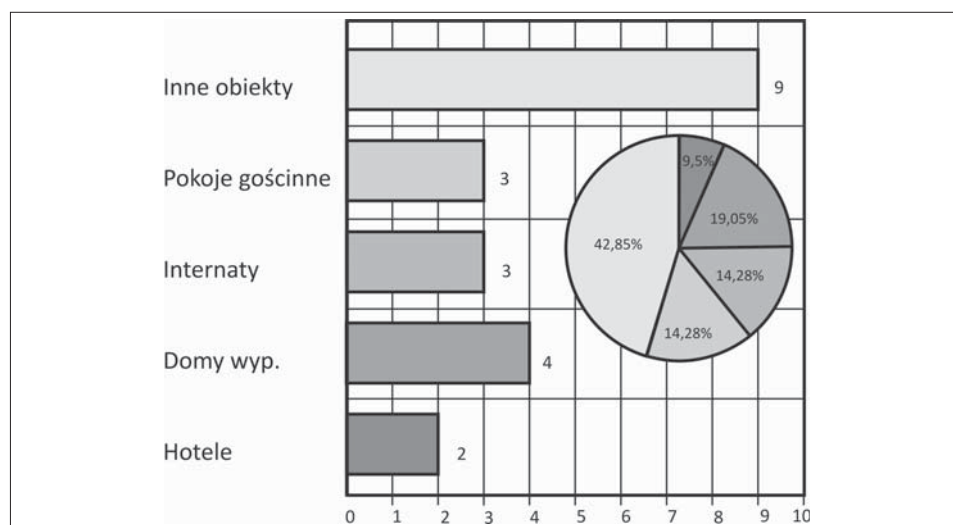 Inne obiekty
9
Pokoje gościnne
3
Internaty
3
Domy wyp.
4
Hotele
2
9,5%
19,05%
14,28%
14,28%
42,85%
0 1 2 3 4 5 6 7 8 9 10